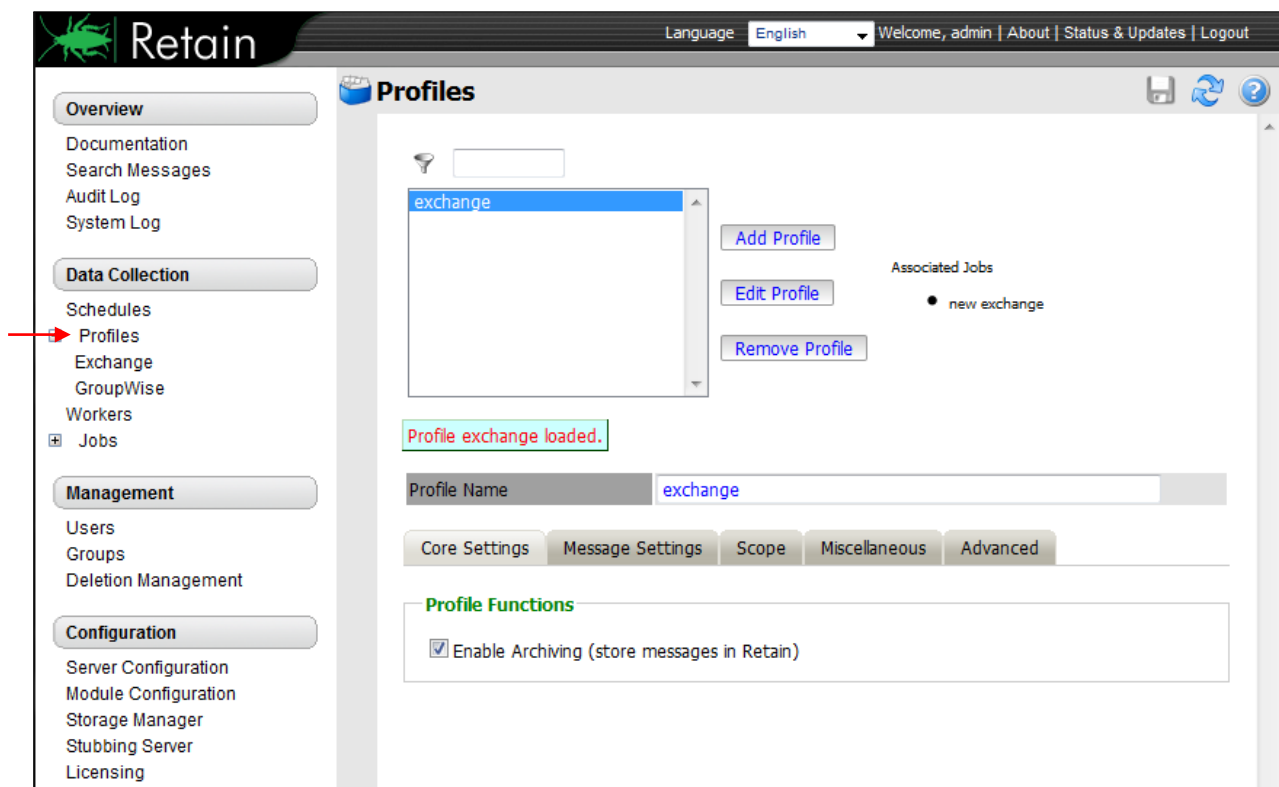 Retain
Language English Welcome, admin | About | Status & Updates | Logout
Overview
Documentation
Search Messages
Audit Log
System Log
Data Collection
Schedules
Profiles
Exchange
GroupWise
Workers
Jobs
Management
Users
Groups
Deletion Management
Configuration
Server Configuration
Module Configuration
Storage Manager
Stubbing Server
Licensing
Profiles
exchange
Add Profile
Edit Profile
Remove Profile
Associated Jobs
new exchange
Profile exchange loaded.
Profile Name exchange
Core Settings Message Settings Scope Miscellaneous Advanced
Profile Functions
Enable Archiving (store messages in Retain)